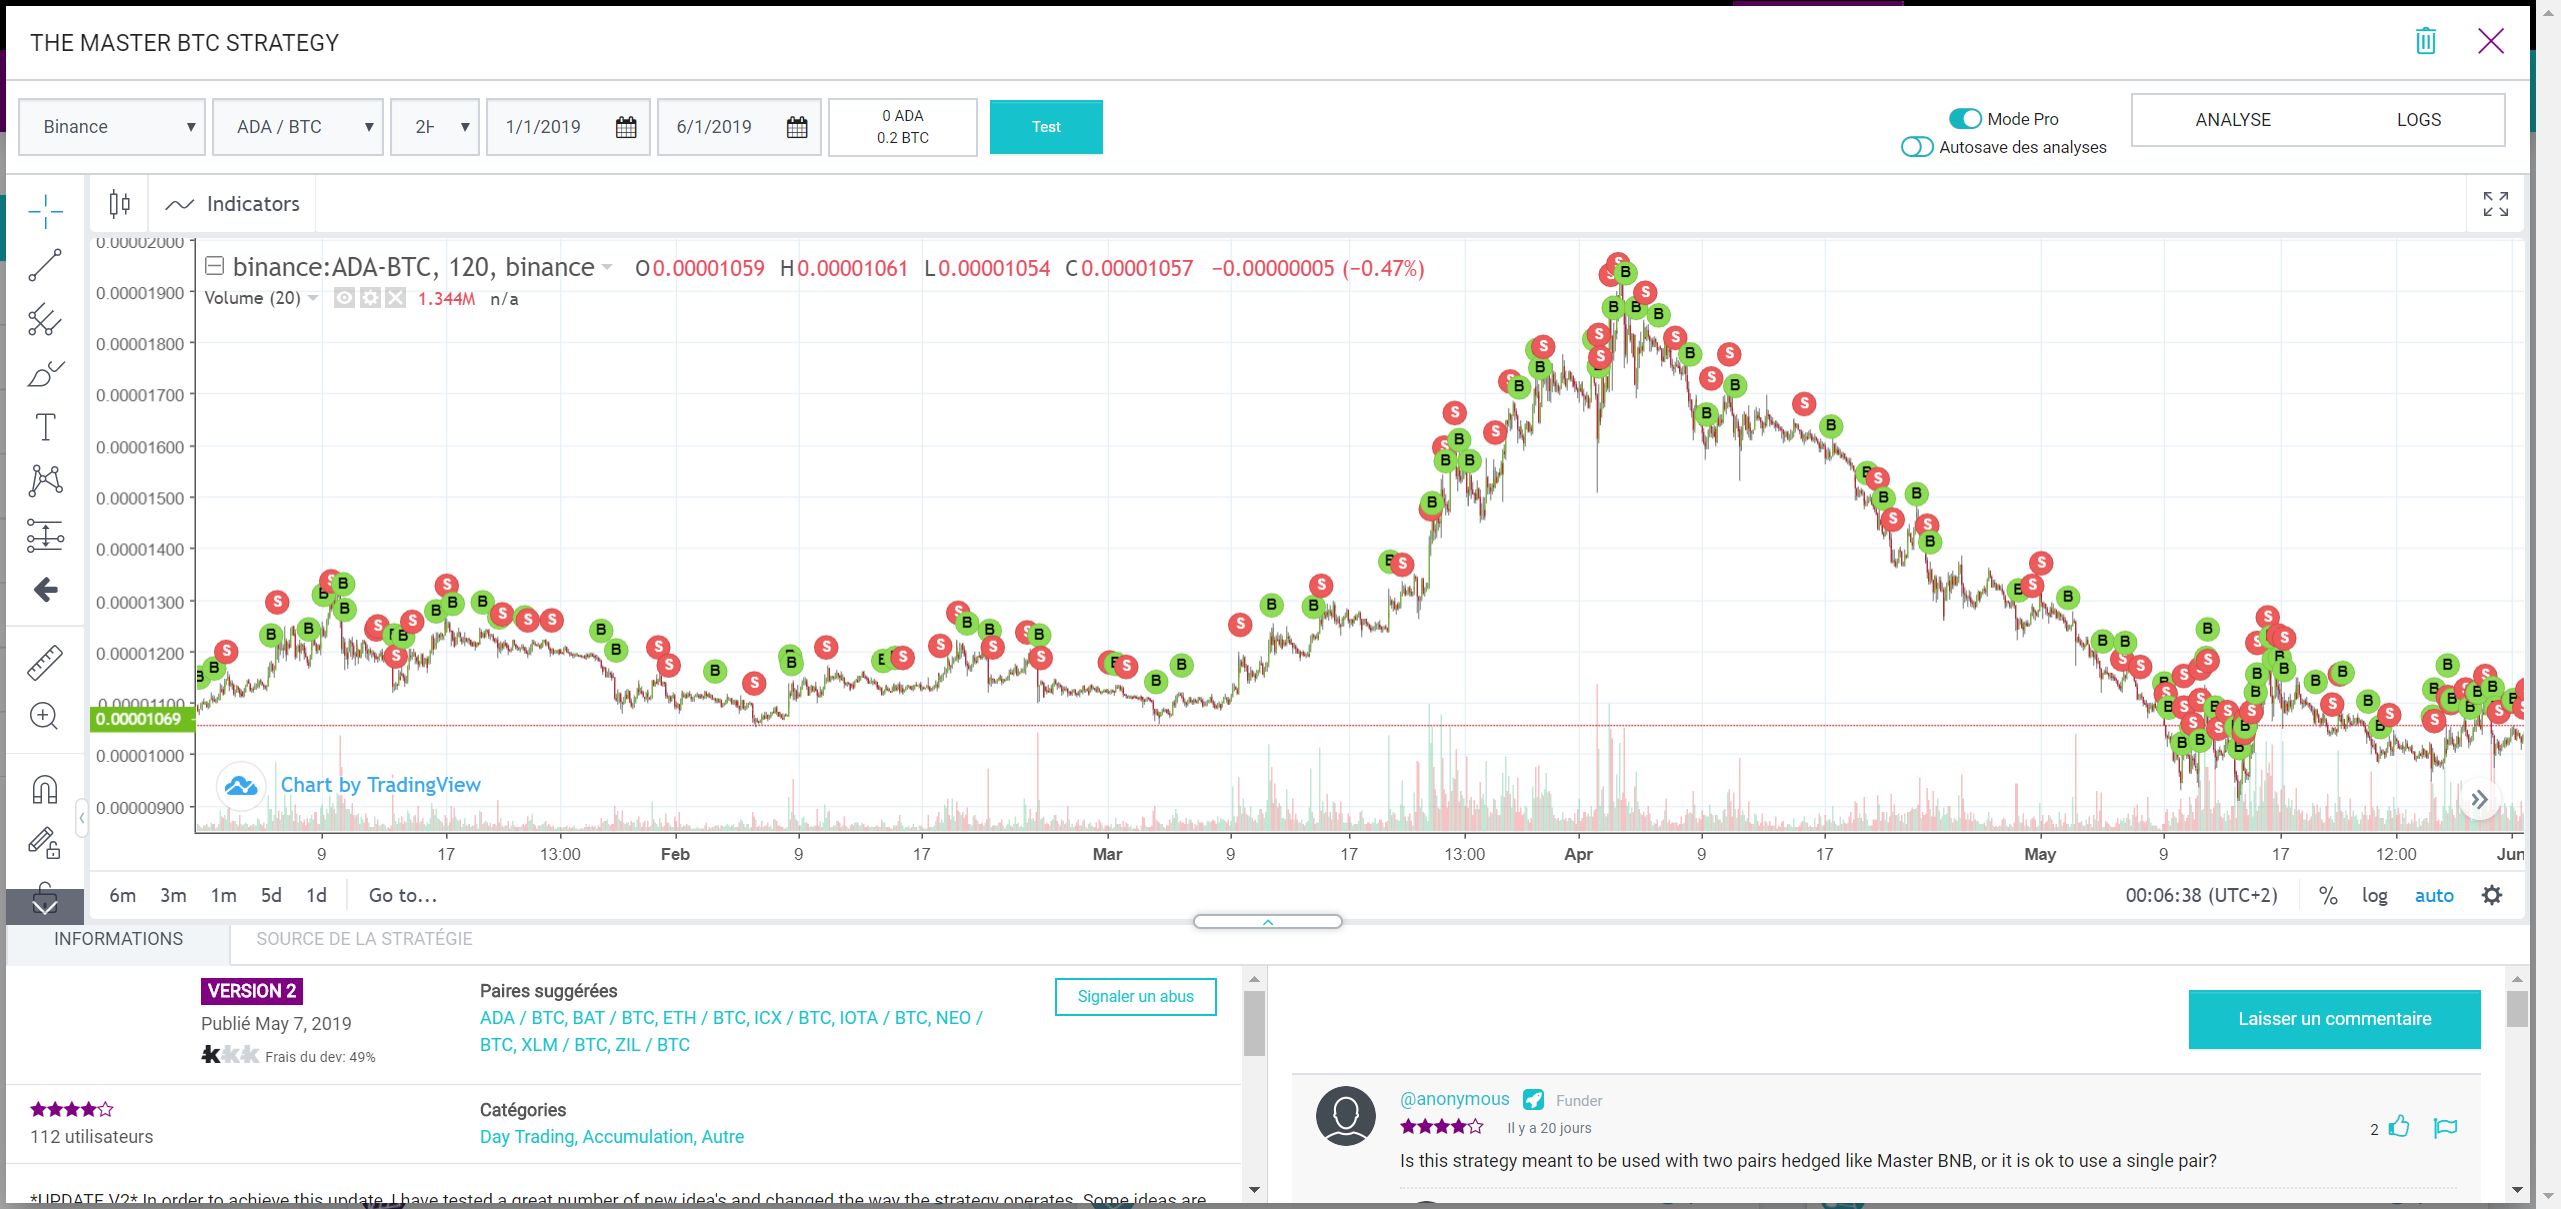 THE MASTER BTC STRATEGY
Binance ADA / BTC 1/1/2019 6/1/2019 0 ADA
0.2 BTC
Test
Mode Pro
Autosave des analyses
ANALYSE LOGS
Indicators
0.00002000
0.00001900
0.00001800
0.00001700
0.00001600
0.00001500
0.00001400
0.00001300
0.00001200
0.00001100
0.00001069
0.00001000
0.00000900
binance:ADA-BTC, 120, binance O0.00001059 H0.00001061 L0.00001054 C0.00001057 −0.00000005 (−0.47%)
Volume (20) 1.344M n/a
Chart by TradingView
9 17 13:00 Feb 9 17 Mar 9 17 13:00 Apr 9 17 May 9 17 12:00 Jun
6m 3m 1m 5d 1d Go to... 00:06:38 (UTC+2) % log auto
INFORMATIONS SOURCE DE LA STRATÉGIE
VERSION 2
Publié May 7, 2019
Frais du dev: 49%
Paires suggérées
ADA / BTC, BAT / BTC, ETH / BTC, ICX / BTC, IOTA / BTC, NEO /
BTC, XLM / BTC, ZIL / BTC
Signaler un abus
112 utilisateurs
Catégories
Day Trading, Accumulation, Autre
*UPDATE V2* In order to achieve this update, I have tested a great number of new idea's and changed the way the strategy operates. Some ideas are
Laisser un commentaire
@anonymous Funder
Il y a 20 jours
2
Is this strategy meant to be used with two pairs hedged like Master BNB, or it is ok to use a single pair?